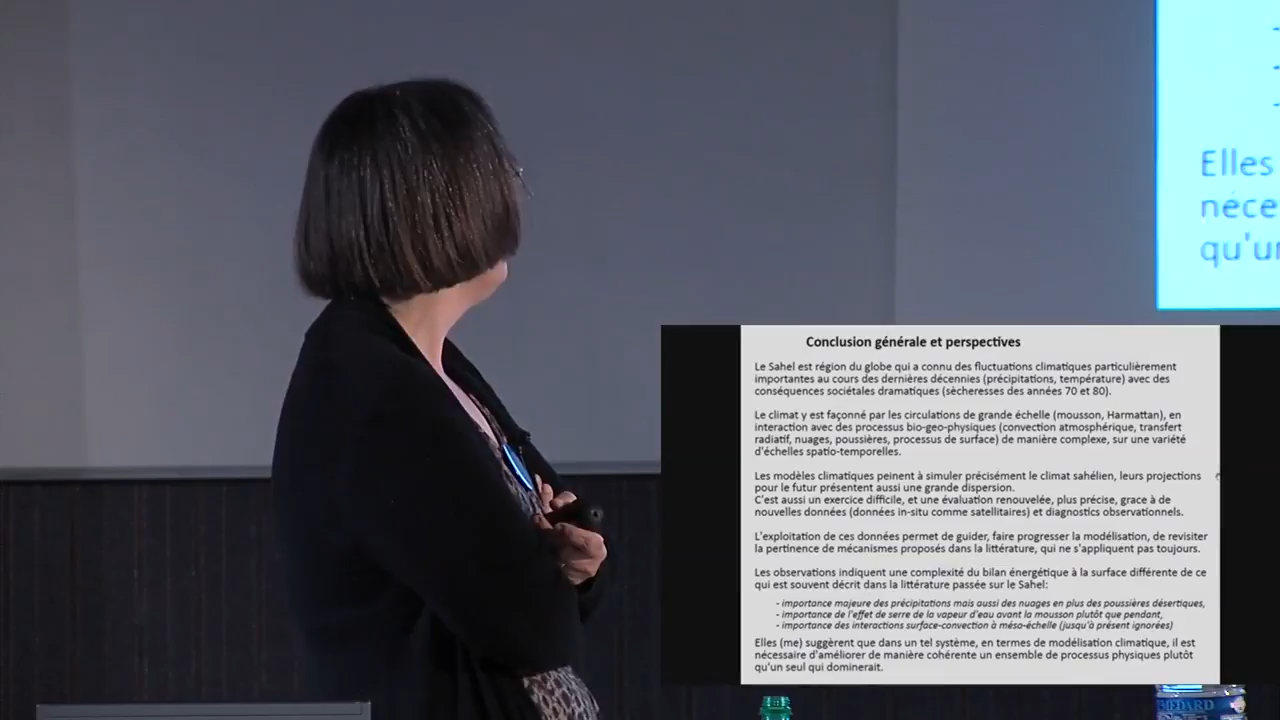 Elles
néce
qu'u
Conclusion générale et perspectives
Le Sahel est région du globe qui a connu des fluctuations climatiques particulièrement
importantes au cours des dernières décennies (précipitations, température) avec des
conséquences sociétales dramatiques (sècheresses des années 70 et 80).
Le climat y est façonné par les circulations de grande échelle (mousson, Harmattan), en
interaction avec des processus bio-geo-physiques (convection atmosphérique, transfert
radiatif, nuages, poussières, processus de surface) de manière complexe, sur une variété
d'échelles spatio-temporelles.
Les modèles climatiques peinent à simuler précisément le climat sahélien, leurs projections
pour le futur présentent aussi une grande dispersion.
C'est aussi un exercice difficile, et une évaluation renouvelée, plus précise, grace à de
nouvelles données (données in-situ comme satellitaires) et diagnostics observationnels.
L'exploitation de ces données permet de guider, faire progresser la modélisation, de revisiter
la pertinence de mécanismes proposés dans la littérature, qui ne s'appliquent pas toujours.
Les observations indiquent une complexité du bilan énergétique à la surface différente de ce
qui est souvent décrit dans la littérature passée sur le Sahel:
- importance majeure des précipitations mais aussi des nuages en plus des poussières désertiques,
- importance de l'effet de serre de la vapeur d'eau avant la mousson plutôt que pendant,
- importance des interactions surface-convection à méso-échelle (jusqu'à présent ignorées)
Elles (me) suggèrent que dans un tel système, en termes de modélisation climatique, il est
nécessaire d'améliorer de manière cohérente un ensemble de processus physiques plutôt
qu'un seul qui dominerait.
MEDARD